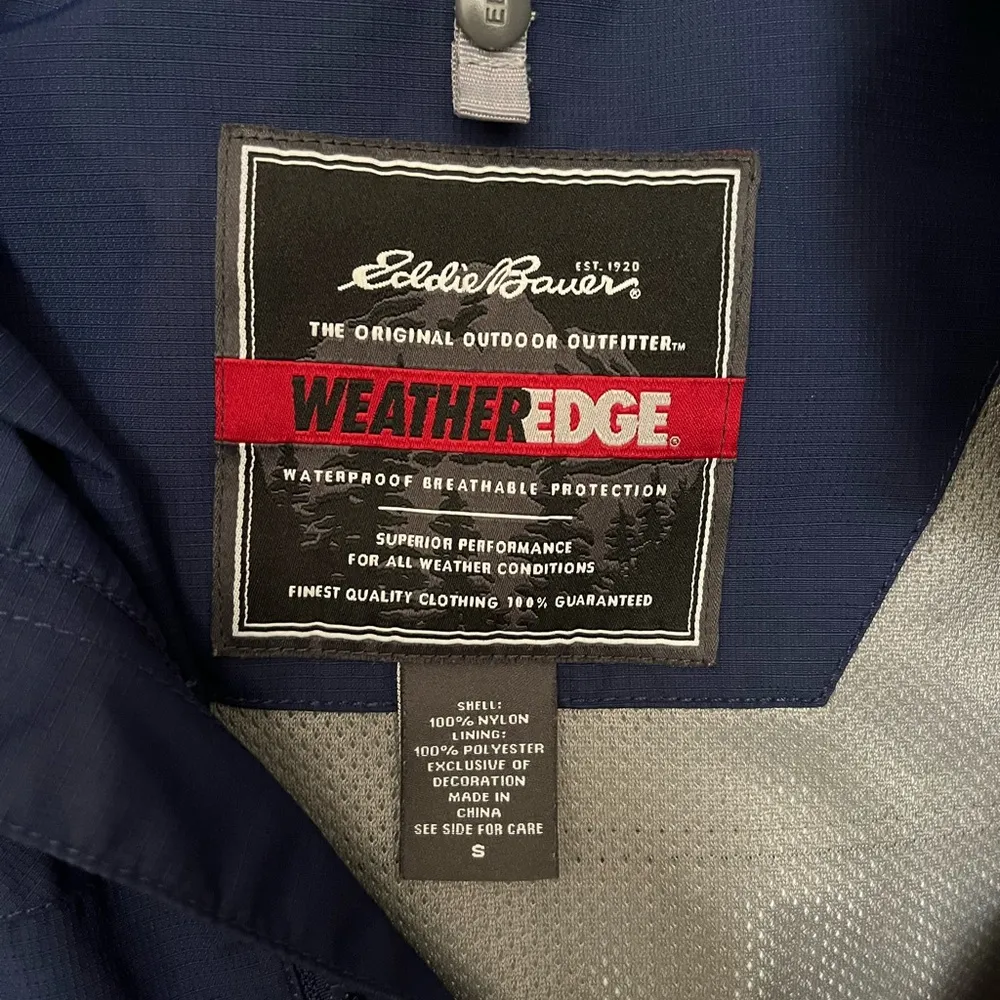 E
Eddie Bauer®
EST. 1920
THE ORIGINAL OUTDOOR OUTFITTER™
WEATHEREDGE®
WATERPROOF BREATHABLE PROTECTION
SUPERIOR PERFORMANCE
FOR ALL WEATHER CONDITIONS
FINEST QUALITY CLOTHING 100% GUARANTEED
SHELL:
100% NYLON
LINING:
100% POLYESTER
EXCLUSIVE OF
DECORATION
MADE IN
CHINA
SEE SIDE FOR CARE
S